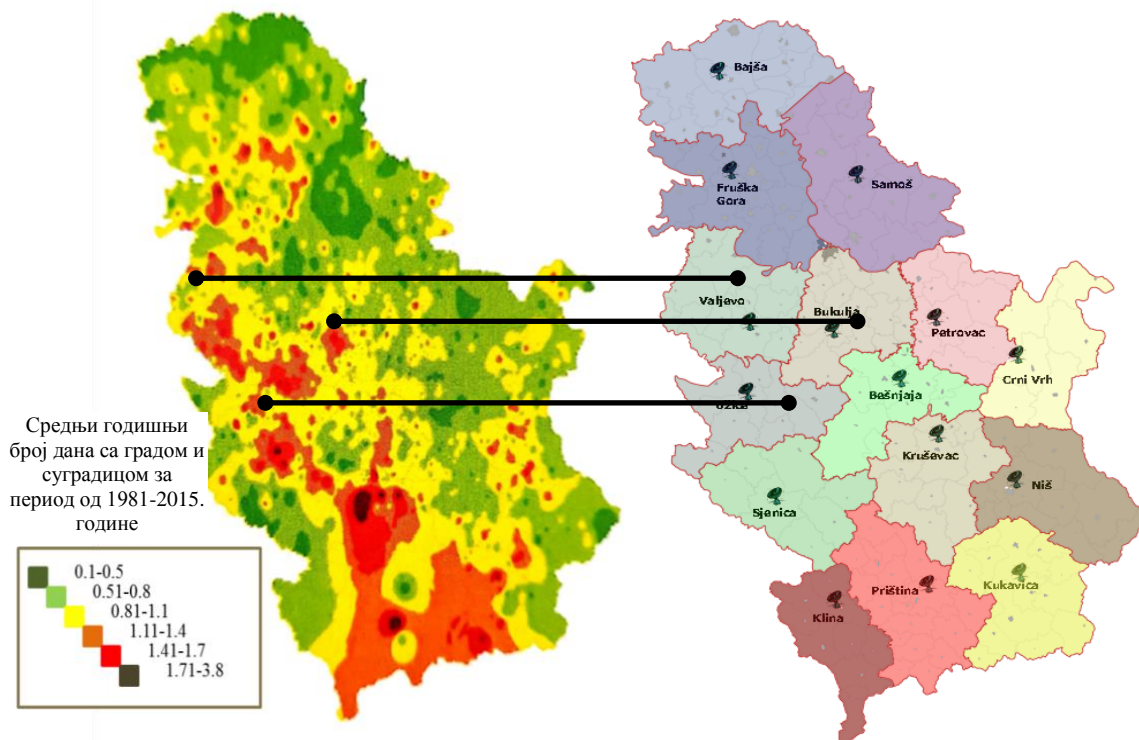 Средњи годишњи
број дана са градом и
суградицом за
период од 1981-2015.
године
0.1-0.5
0.51-0.8
0.81-1.1
1.11-1.4
1.41-1.7
1.71-3.8
Bajša
Fruška
Gora
Samoš
Valjevo
Bukulja
Petrovac
Crni Vrh
Bešnjaja
Kruševac
Niš
Sjenica
Priština
Kukavica
Klina